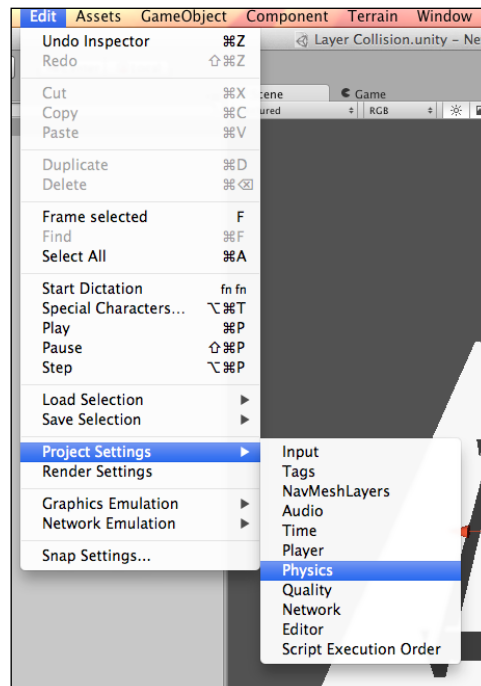 Edit Assets GameObject Component Terrain Window
Layer Collision.unity – Ne
Undo Inspector ⌘Z
Redo ⇧⌘Z
Cut ⌘X
Copy ⌘C
Paste ⌘V
Game
RGB
Duplicate ⌘D
Delete ⌘⌫
Frame selected F
Find ⌘F
Select All ⌘A
Start Dictation fn fn
Special Characters... ⌥⌘T
Play ⌘P
Pause ⇧⌘P
Step ⌥⌘P
Load Selection ▶
Save Selection ▶
Project Settings ▶
Render Settings
Graphics Emulation ▶
Network Emulation ▶
Snap Settings...
Input
Tags
NavMeshLayers
Audio
Time
Player
Physics
Quality
Network
Editor
Script Execution Order